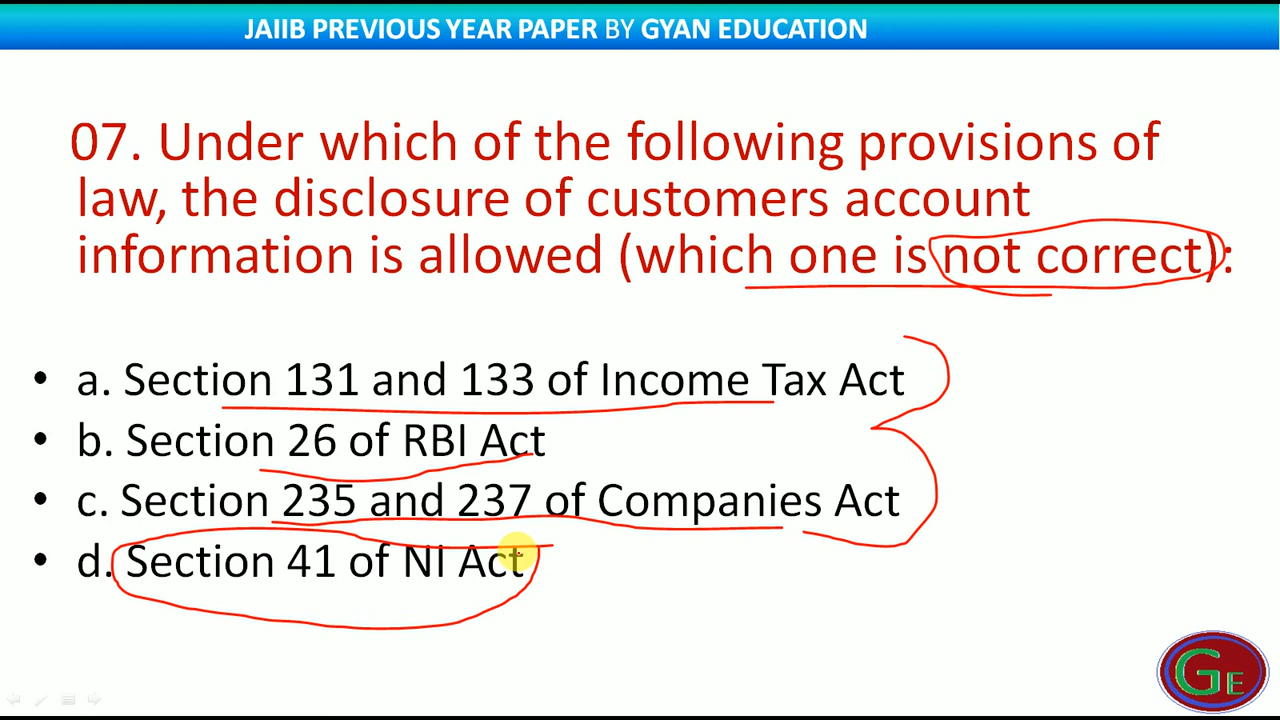 JAIIB PREVIOUS YEAR PAPER BY GYAN EDUCATION
07. Under which of the following provisions of
law, the disclosure of customers account
information is allowed (which one is not correct):
• a. Section 131 and 133 of Income Tax Act
• b. Section 26 of RBI Act
• c. Section 235 and 237 of Companies Act
• d. Section 41 of NI Act
GE